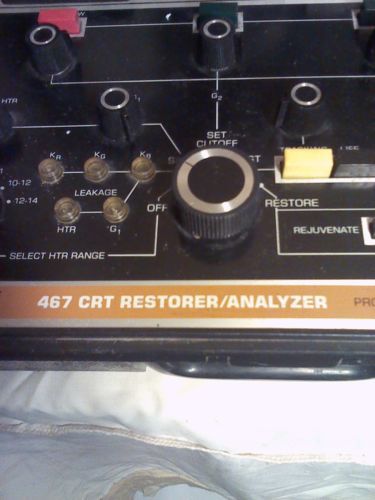 HTR
G2
SET
CUTOFF
KR KG KB
10-12
LEAKAGE
12-14
OFF
RESTORE
HTR G1
REJUVENATE
SELECT HTR RANGE
467 CRT RESTORER/ANALYZER